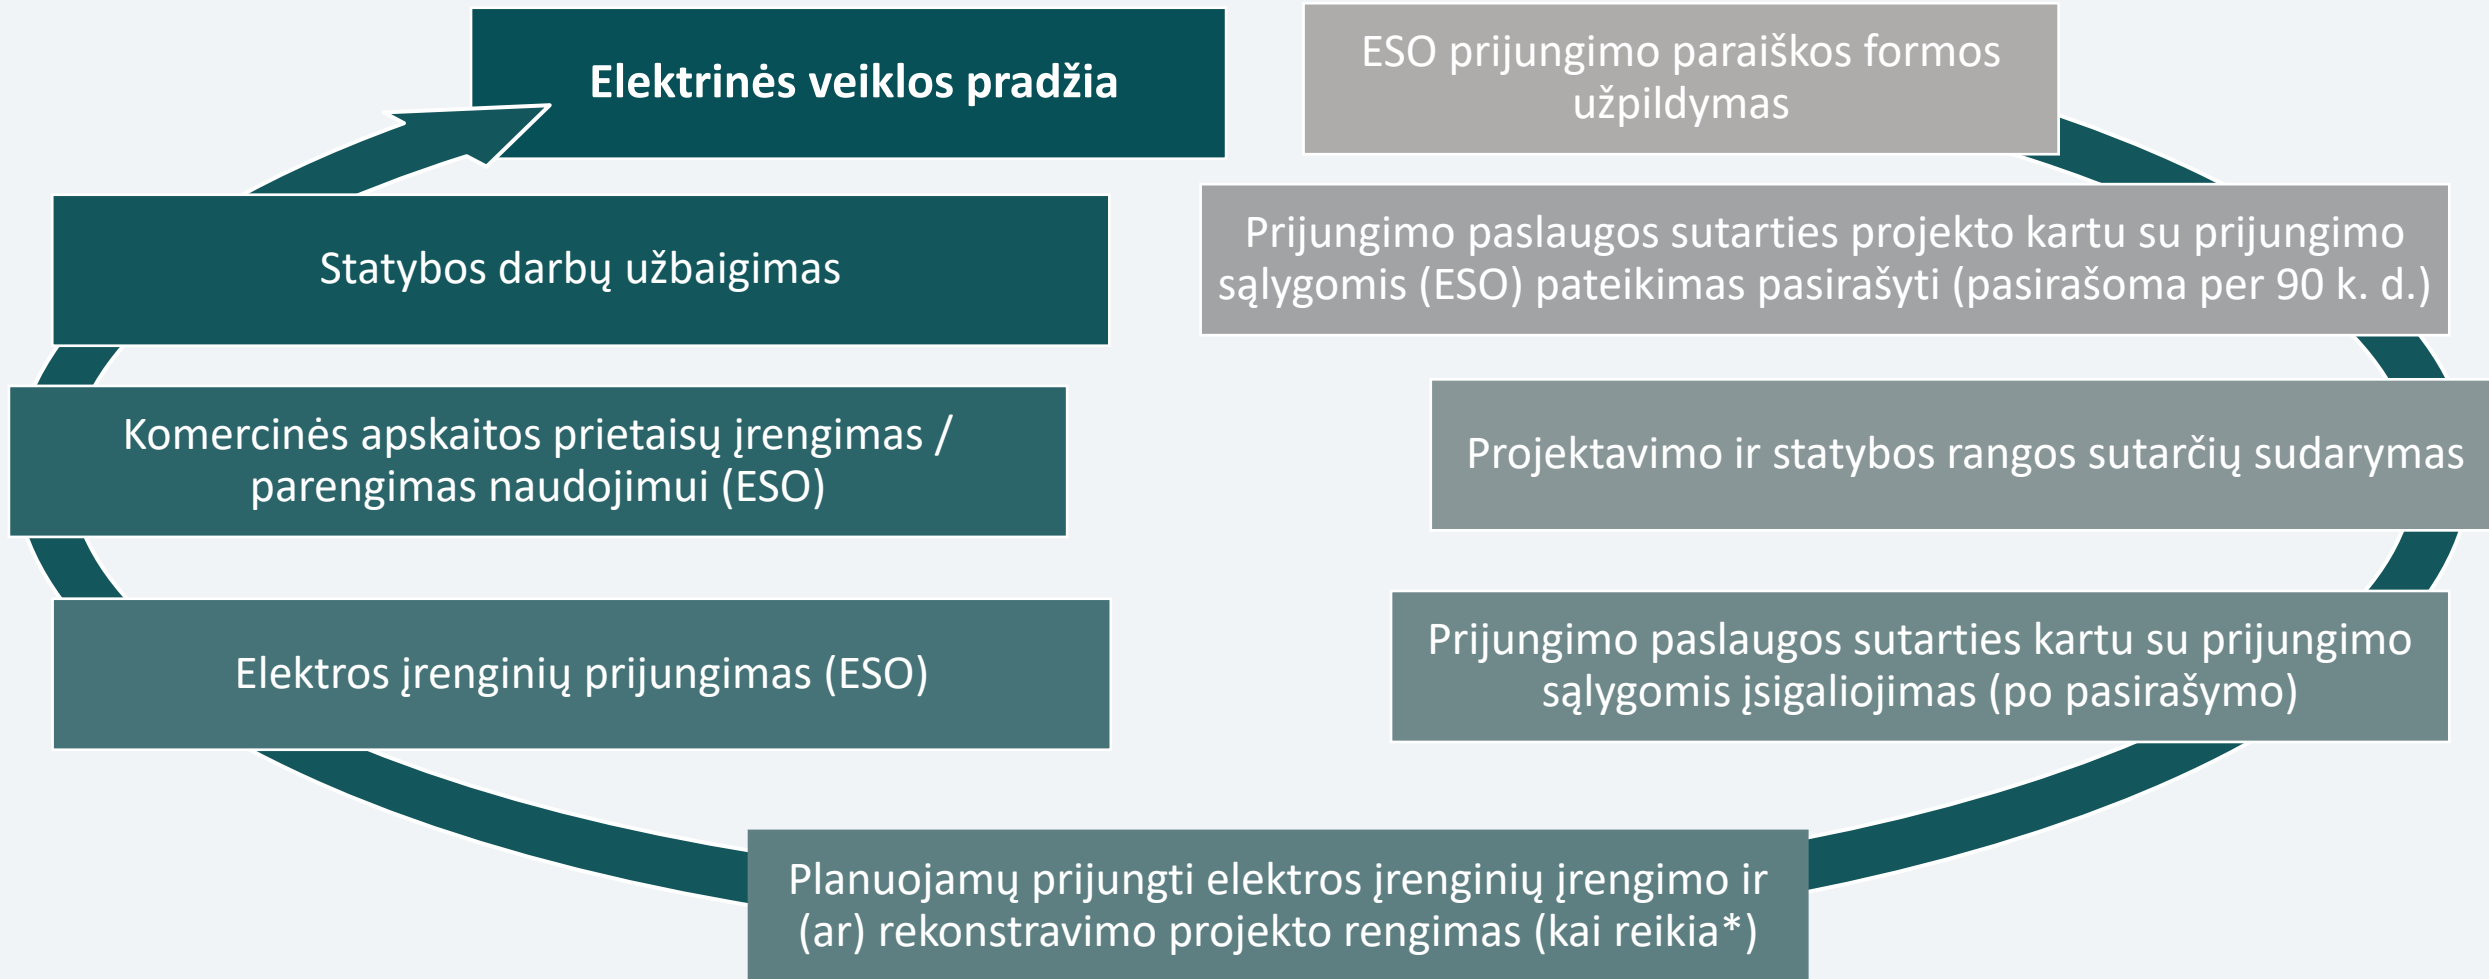 ESO prijungimo paraiškos formos
užpildymas
Prijungimo paslaugos sutarties projekto kartu su prijungimo
sąlygomis (ESO) pateikimas pasirašyti (pasirašoma per 90 k. d.)
Projektavimo ir statybos rangos sutarčių sudarymas
Prijungimo paslaugos sutarties kartu su prijungimo
sąlygomis įsigaliojimas (po pasirašymo)
Planuojamų prijungti elektros įrenginių įrengimo ir
(ar) rekonstravimo projekto rengimas (kai reikia*)
Elektros įrenginių prijungimas (ESO)
Komercinės apskaitos prietaisų įrengimas /
parengimas naudojimui (ESO)
Statybos darbų užbaigimas
Elektrinės veiklos pradžia